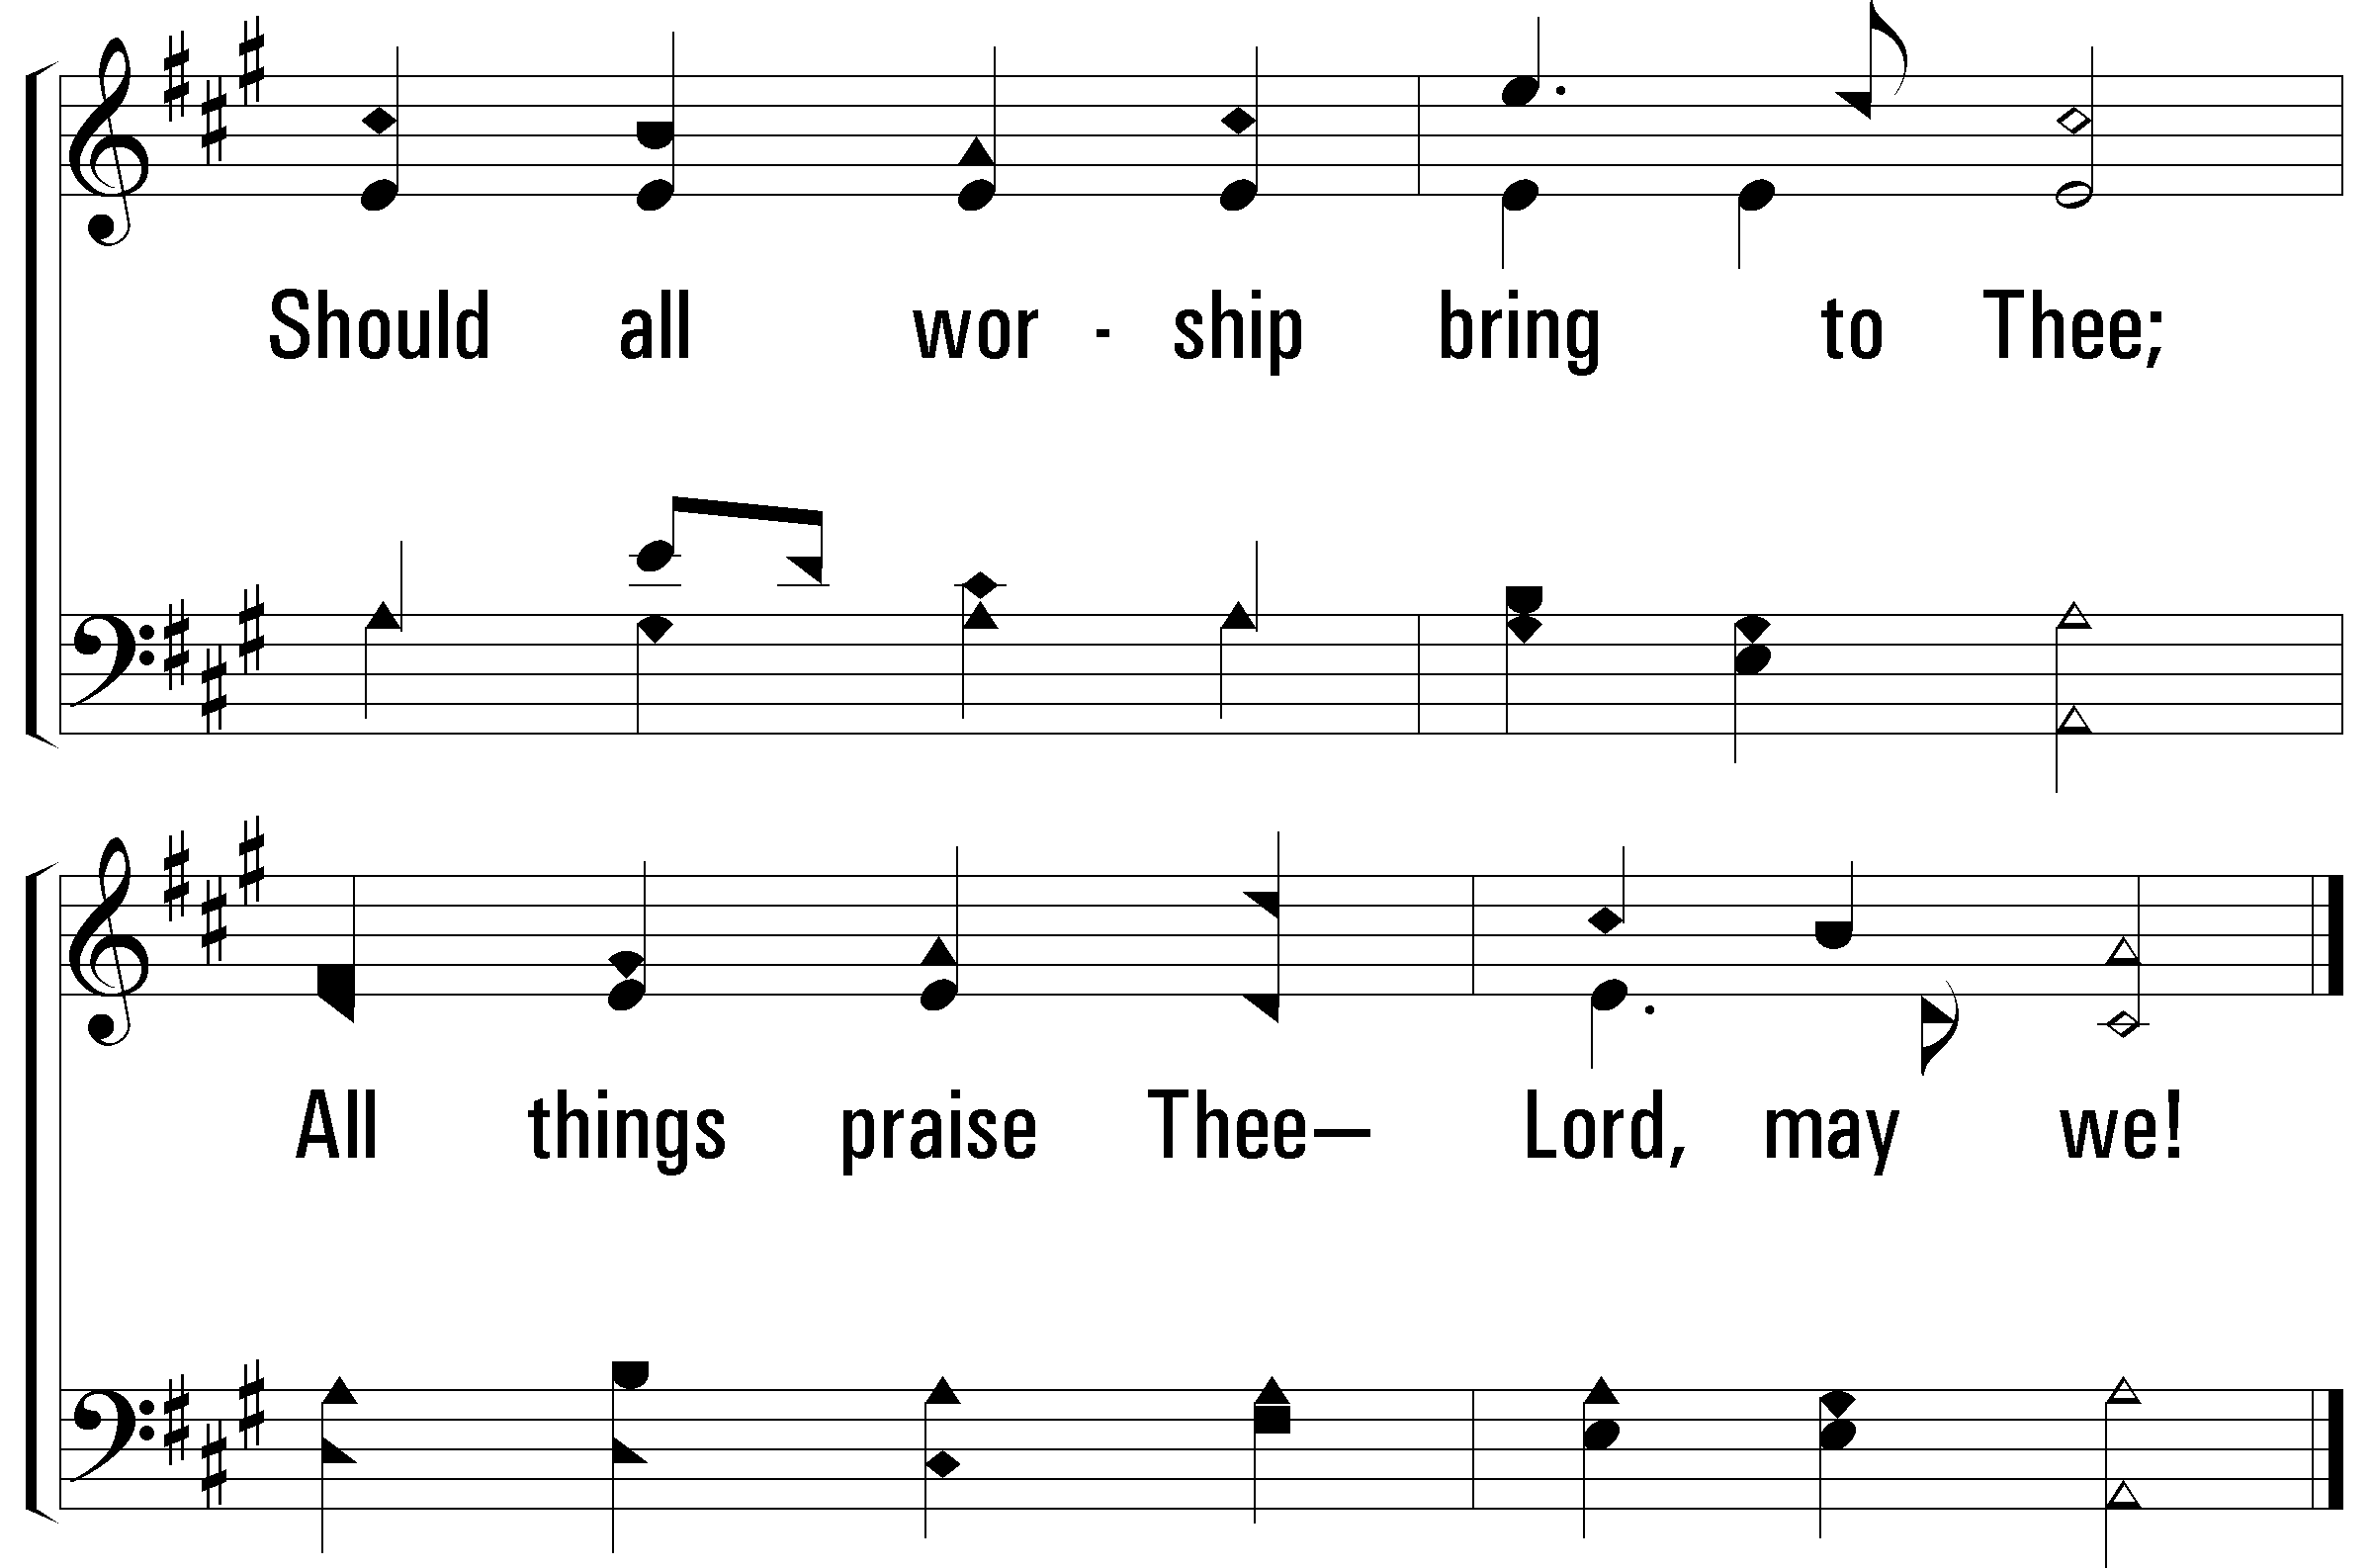 Should all wor - ship bring to Thee;
All things praise Thee— Lord, may we!